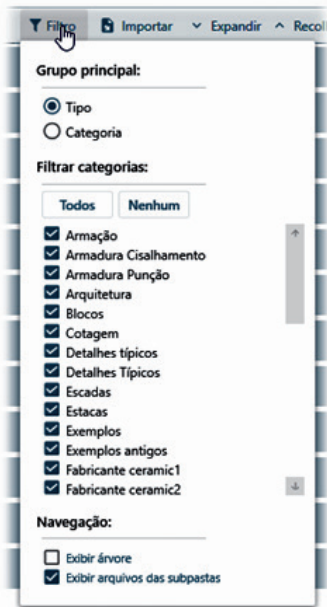 Filtro Importar Expandir Recol
Grupo principal:
Tipo
Categoria
Filtrar categorias:
Todos Nenhum
Armação
Armadura Cisalhamento
Armadura Punção
Arquitetura
Blocos
Cotagem
Detalhes típicos
Detalhes Típicos
Escadas
Estacas
Exemplos
Exemplos antigos
Fabricante ceramic1
Fabricante ceramic2
Navegação:
Exibir árvore
Exibir arquivos das subpastas